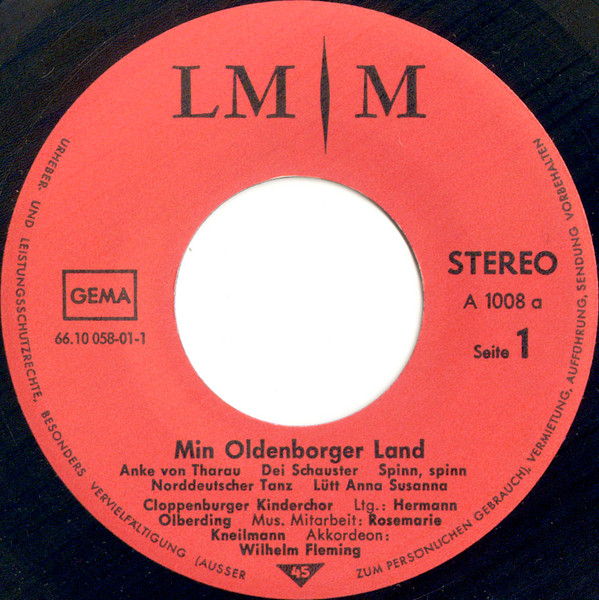 LM M
STEREO
GEMA
A 1008 a
66.10 058-01-1
Seite 1
Min Oldenborger Land
Anke von Tharau Dei Schauster Spinn, spinn
Norddeutscher Tanz Lütt Anna Susanna
Cloppenburger Kinderchor Ltg.: Hermann
Olberding Mus. Mitarbeit: Rosemarie
Kneilmann Akkordeon:
Wilhelm Fleming
45
URHEBER- UND LEISTUNGSSCHUTZRECHTE, BESONDERS VERVIELFÄLTIGUNG (AUSSER ZUM PERSÖNLICHEN GEBRAUCH), VERMIETUNG, AUFFÜHRUNG, SENDUNG VORBEHALTEN